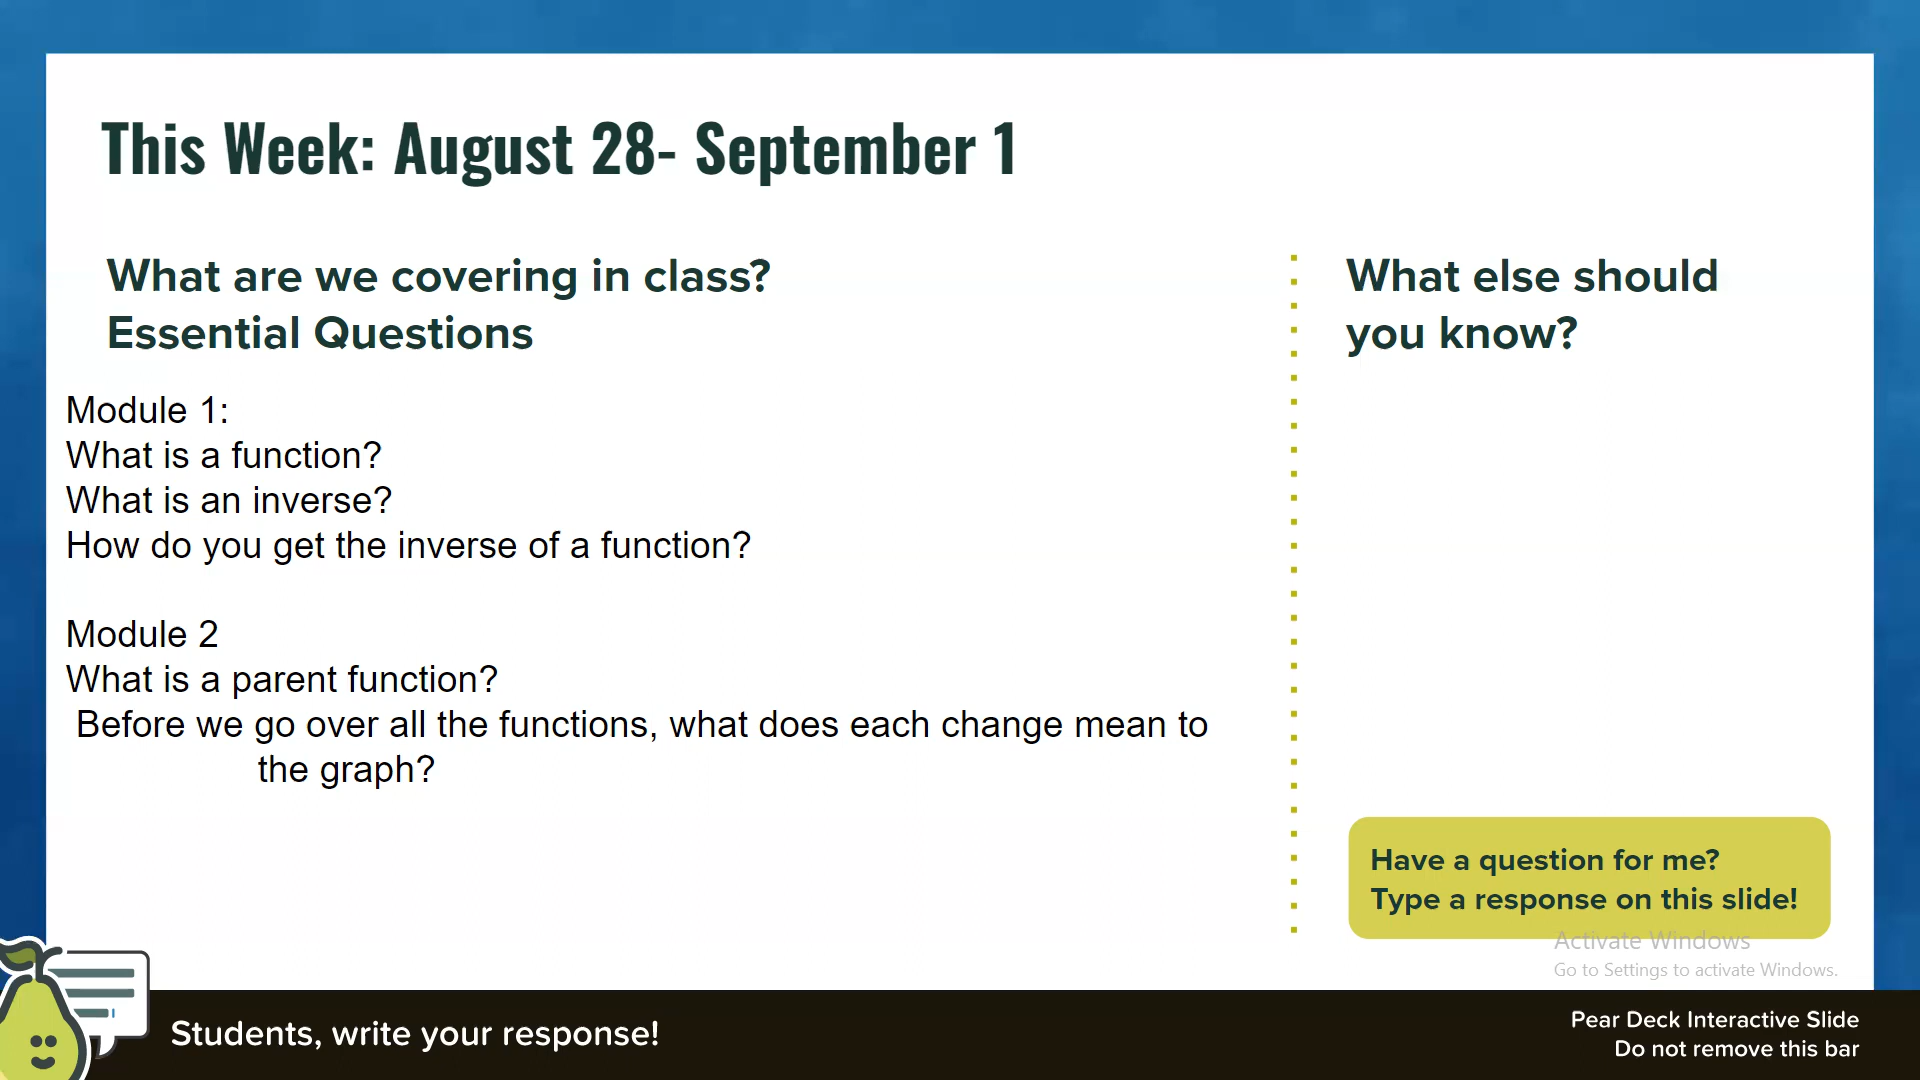 This Week: August 28- September 1
What are we covering in class?
Essential Questions
Module 1:
What is a function?
What is an inverse?
How do you get the inverse of a function?
Module 2
What is a parent function?
Before we go over all the functions, what does each change mean to
the graph?
What else should
you know?
Have a question for me?
Type a response on this slide!
Activate Windows
Go to Settings to activate Windows.
Students, write your response!
Pear Deck Interactive Slide
Do not remove this bar